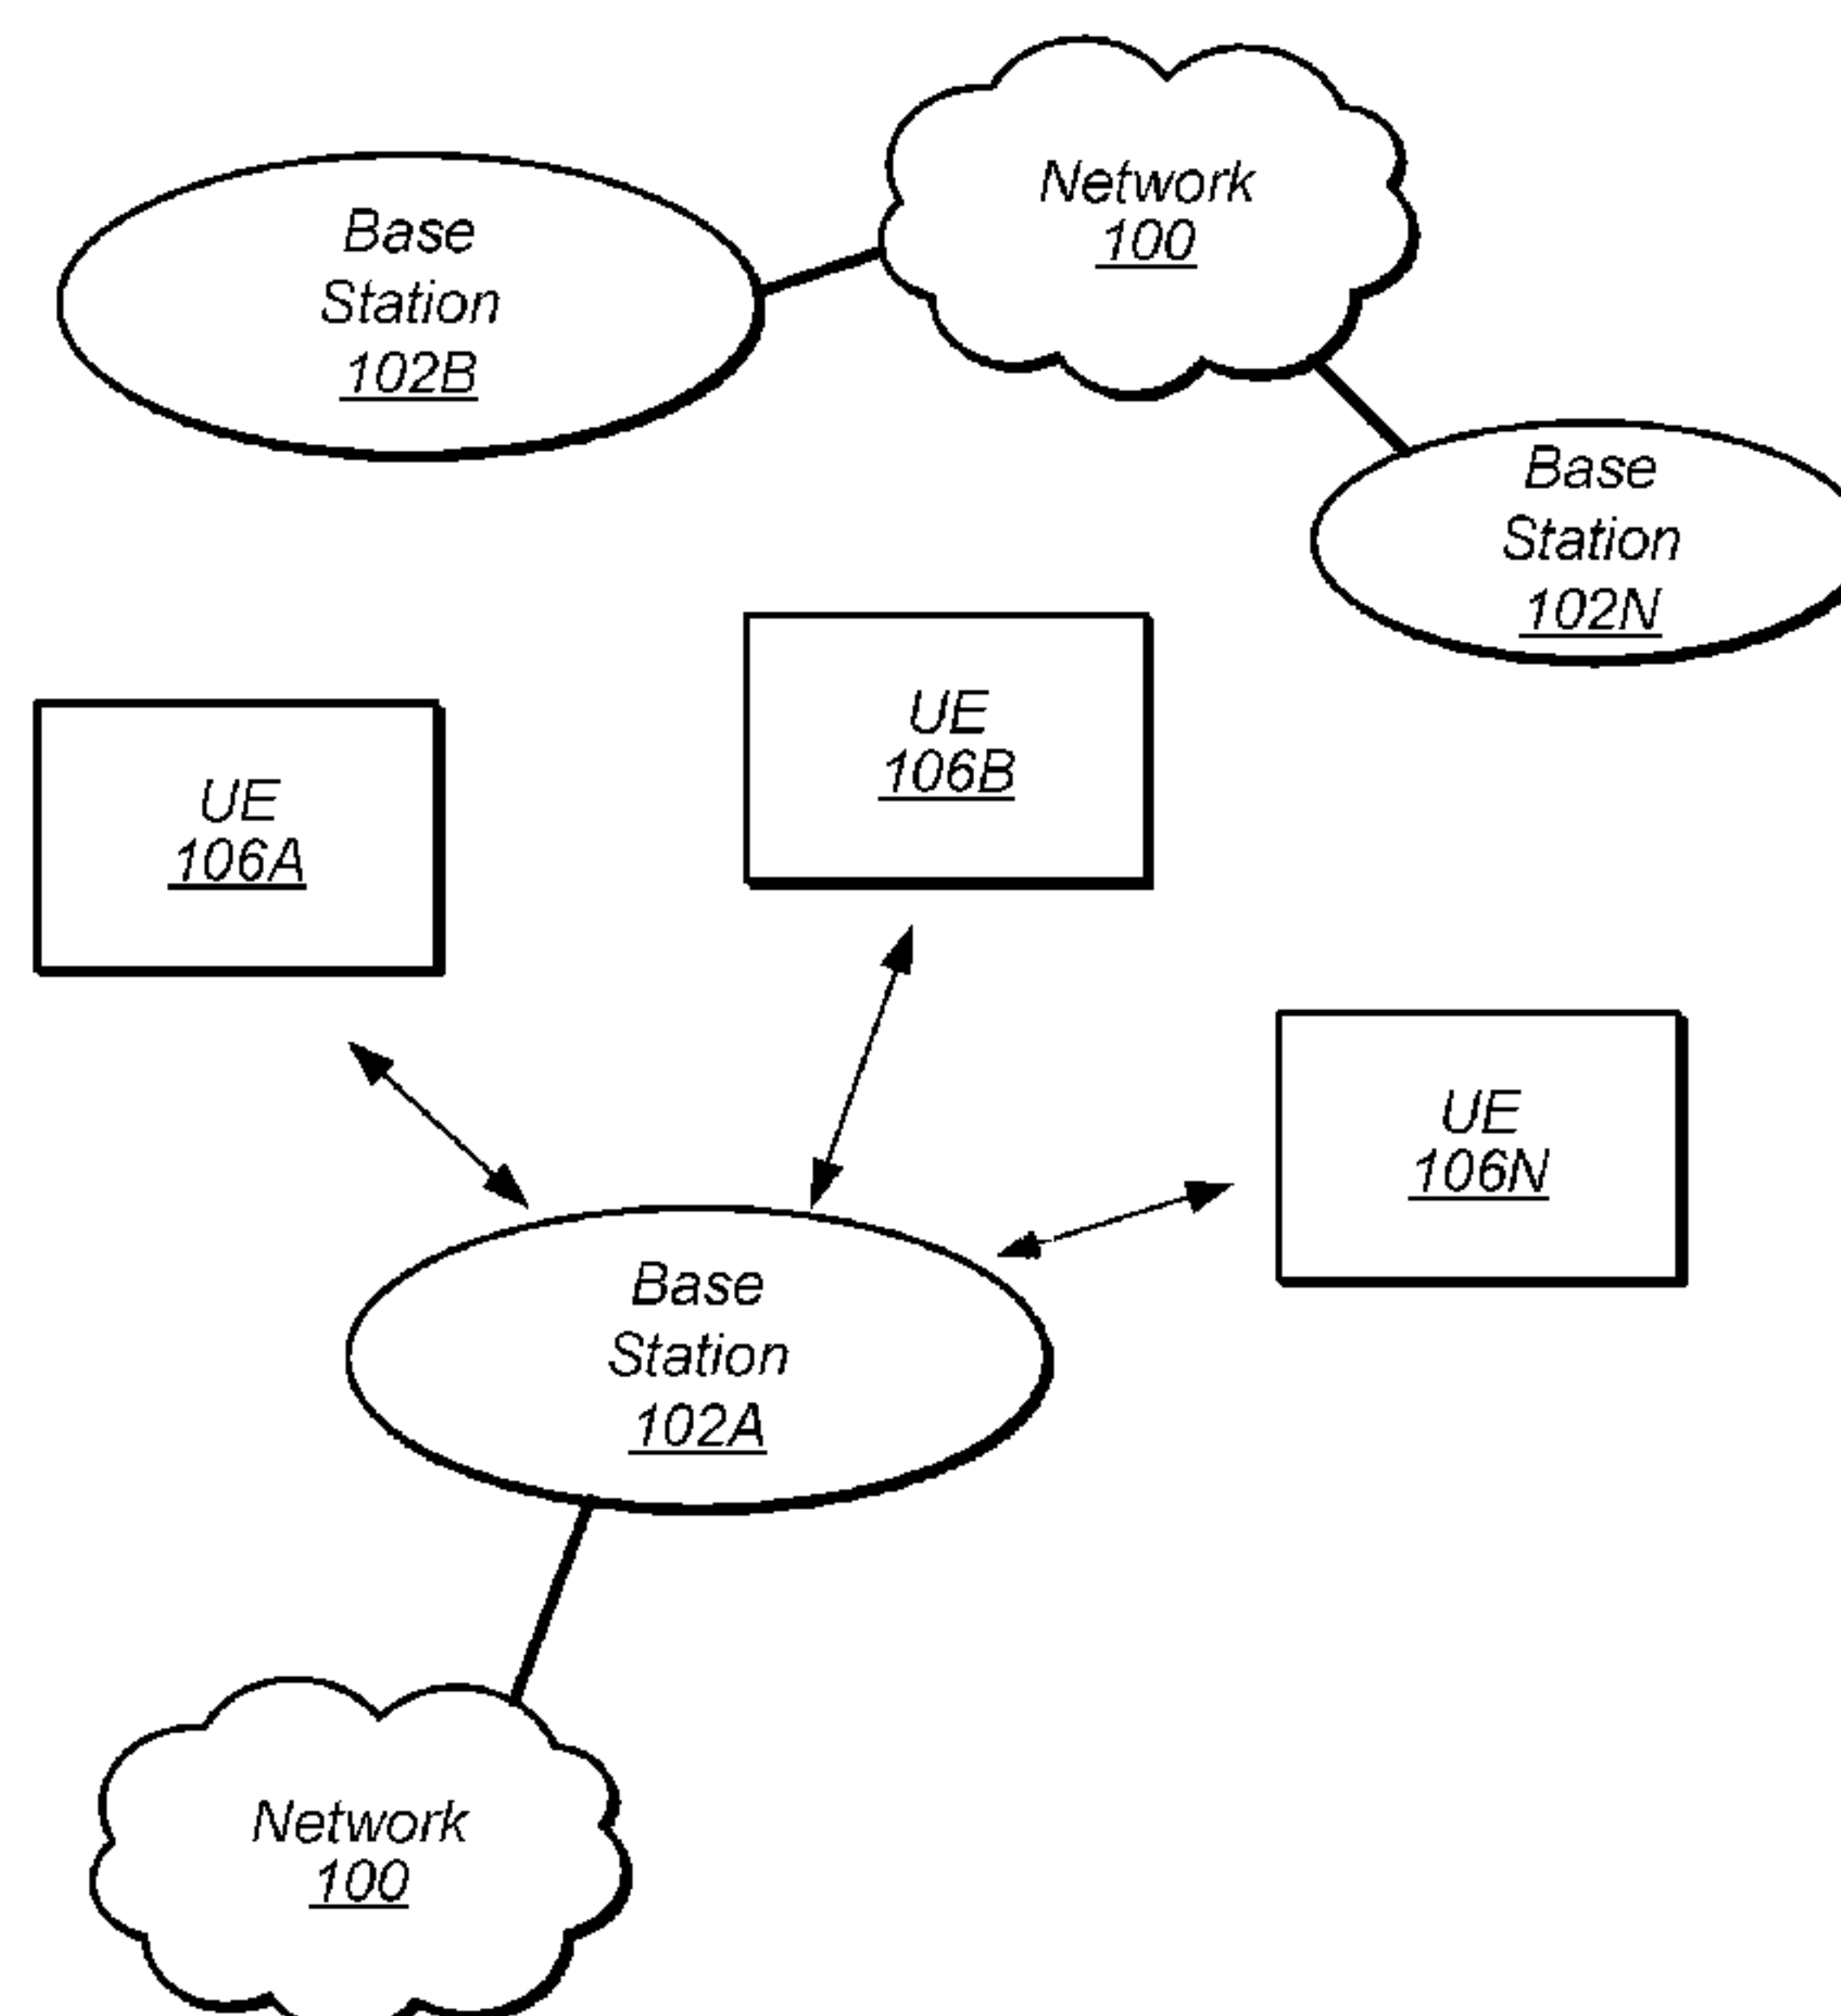 Network
100
Base
Station
102B
Base
Station
102N
UE
106B
UE
106A
UE
106N
Base
Station
102A
Network
100